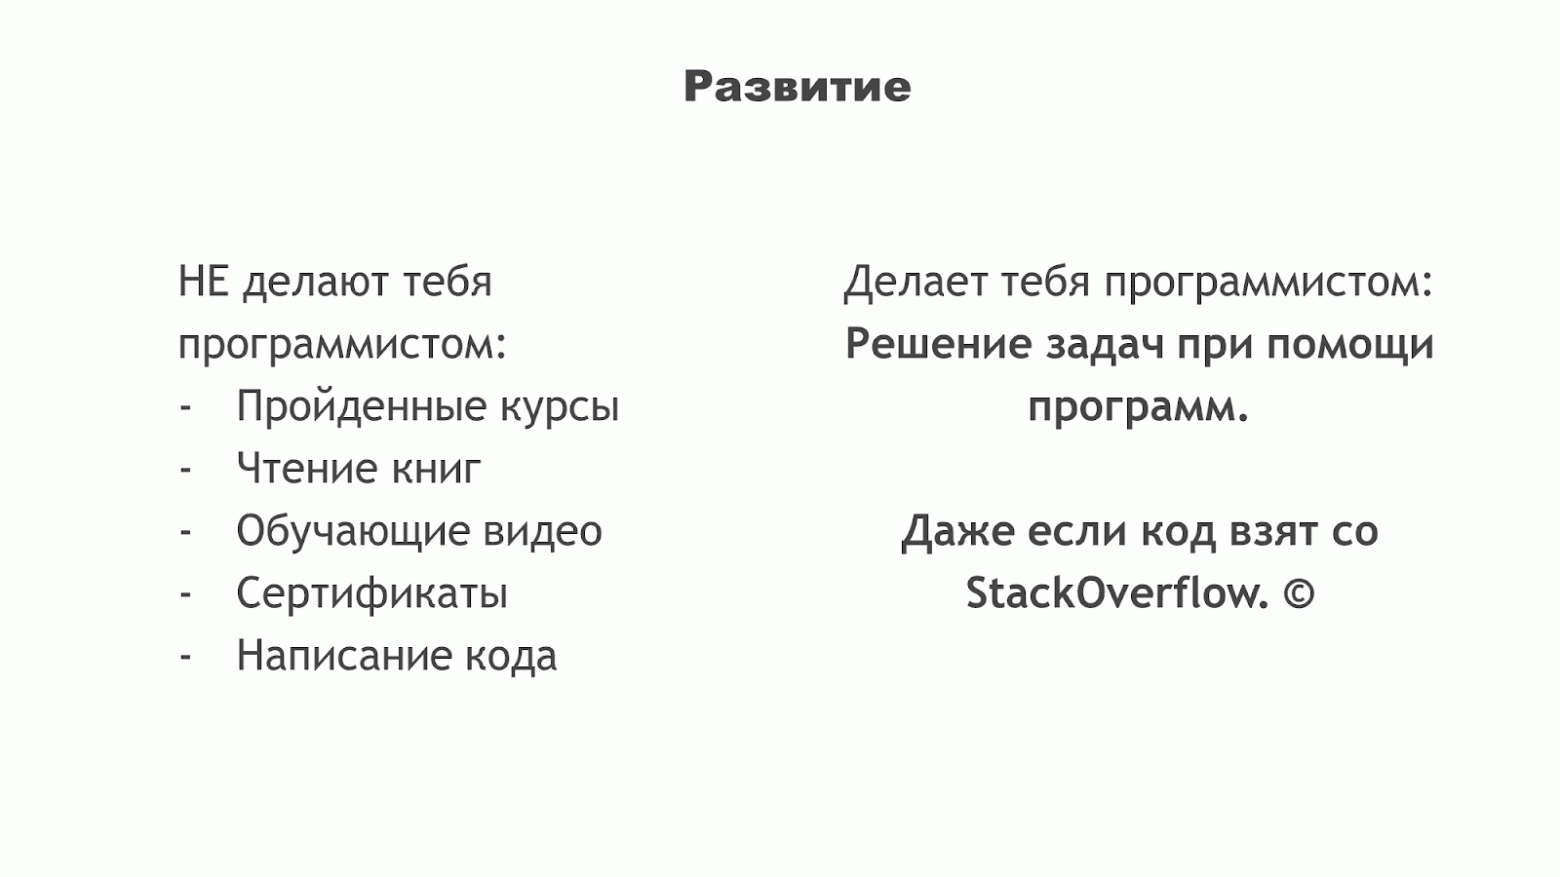 Развитие
НЕ делают тебя
программистом:
- Пройденные курсы
- Чтение книг
- Обучающие видео
- Сертификаты
- Написание кода
Делает тебя программистом:
Решение задач при помощи
программ.
Даже если код взят со
StackOverflow. ©